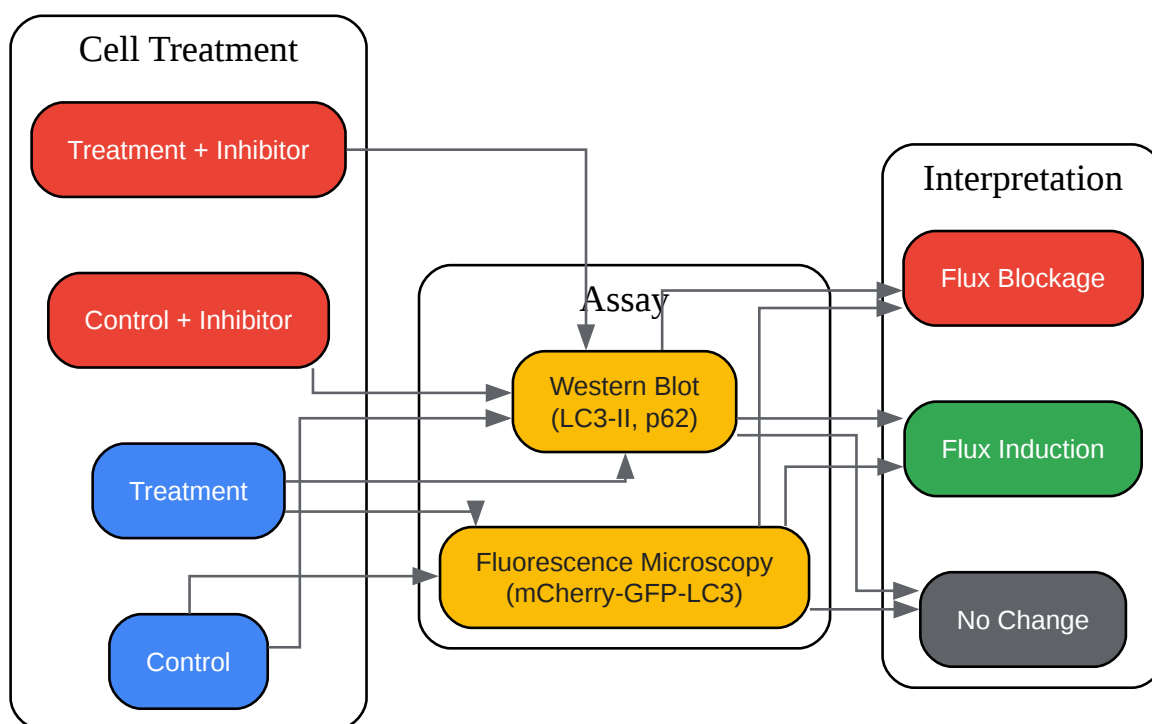 Cell Treatment
Treatment + Inhibitor
Control + Inhibitor
Treatment
Control
Assay
Western Blot
(LC3-II, p62)
Fluorescence Microscopy
(mCherry-GFP-LC3)
Interpretation
Flux Blockage
Flux Induction
No Change